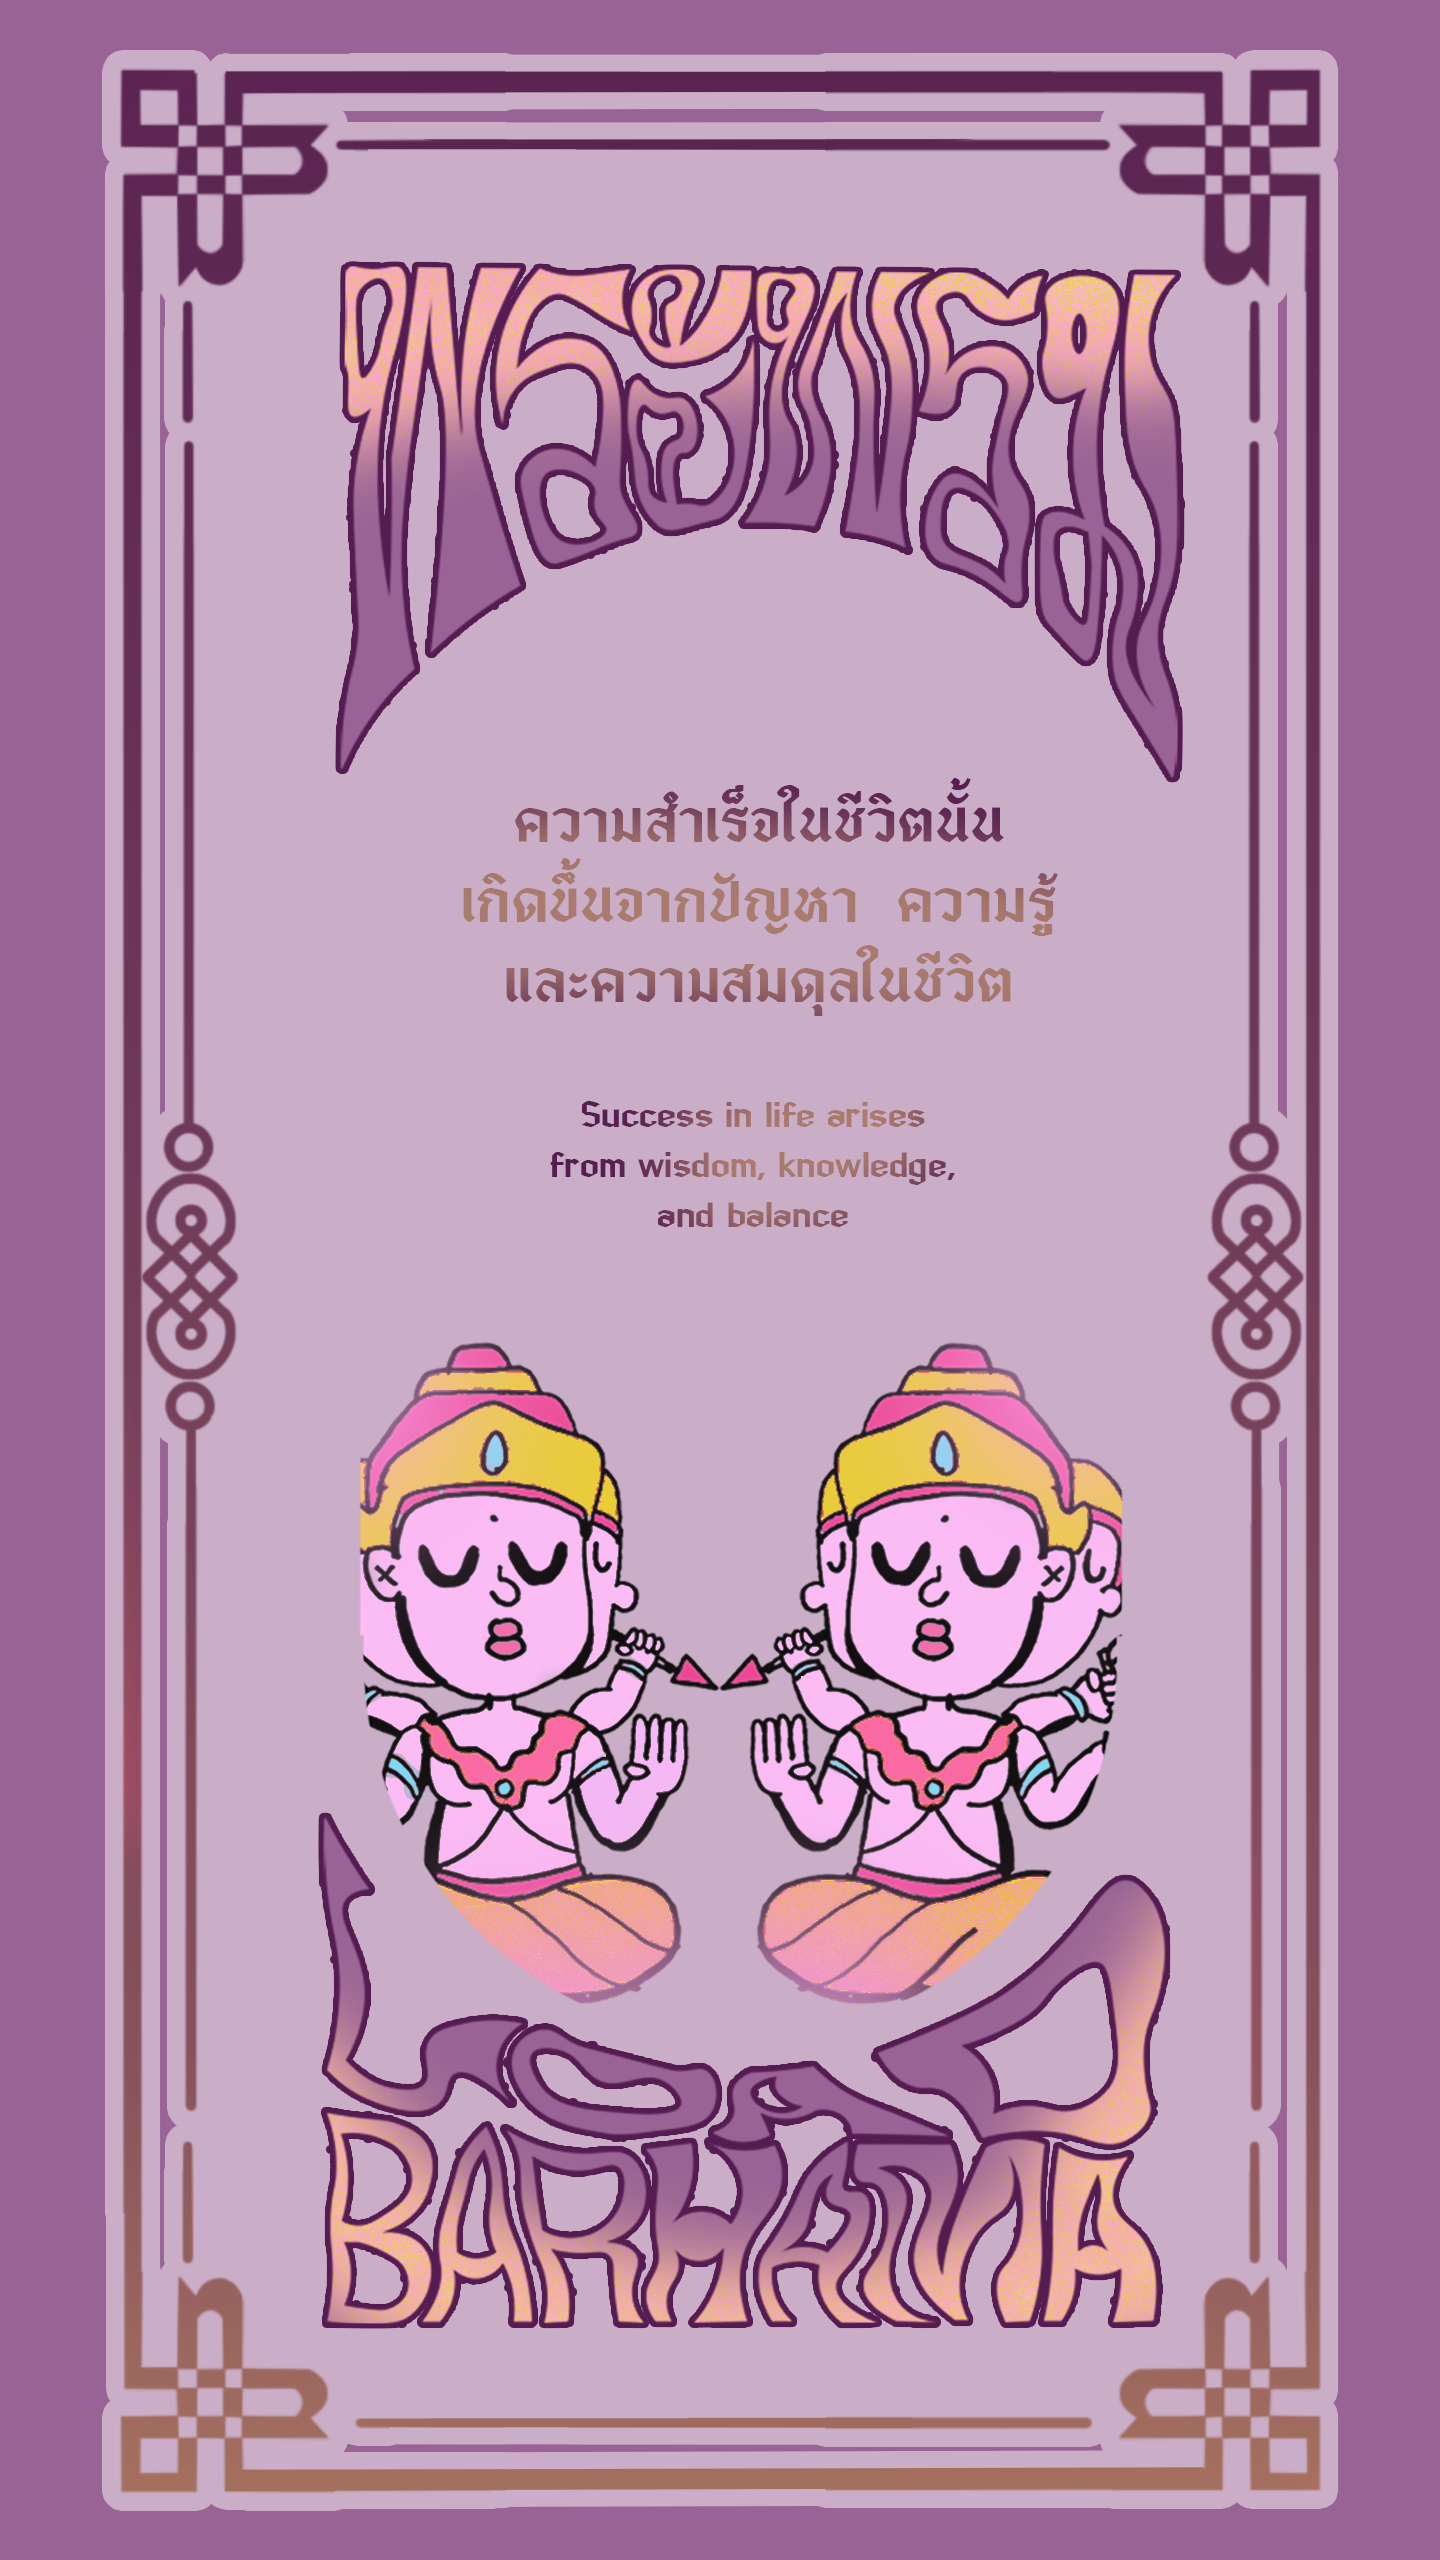 พระพรหม
ความสำเร็จในชีวิตนั้น
เกิดขึ้นจากปัญหา ความรู้
และความสมดุลในชีวิต
Success in life arises
from wisdom, knowledge,
and balance
LORD
BARHAMA